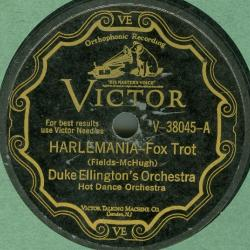 VE
Orthophonic Recording
"HIS MASTER'S VOICE"
VICTOR
For best results
use Victor Needles
V-38045-A
HARLEMANIA-Fox Trot
(Fields-McHugh)
Duke Ellington's Orchestra
Hot Dance Orchestra
VICTOR TALKING MACHINE CO.
Camden, N.J.
VE